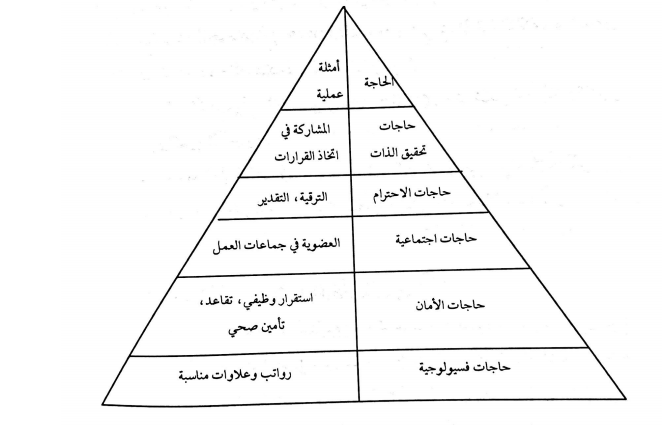 الحاجة
أمثلة
عملية
حاجات
تحقيق الذات
المشاركة في
اتخاذ القرارات
حاجات الاحترام
الترقية، التقدير
حاجات اجتماعية
العضوية في جماعات العمل
حاجات الأمان
استقرار وظيفي، تقاعد،
تأمين صحي
حاجات فسيولوجية
رواتب وعلاوات مناسبة